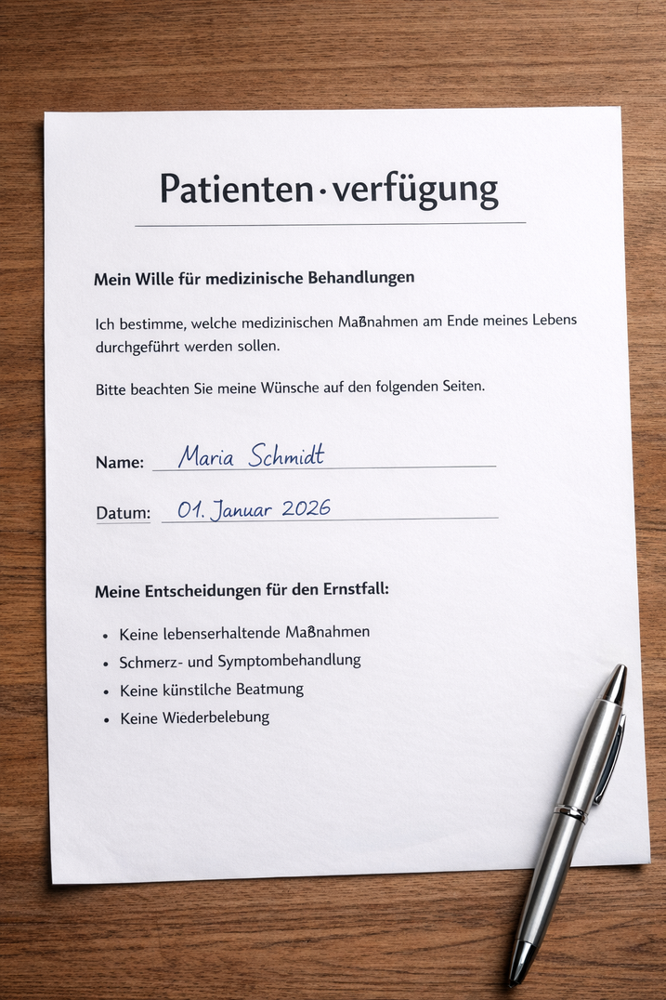 Patienten·verfügung
Mein Wille für medizinische Behandlungen
Ich bestimme, welche medizinischen Maßnahmen am Ende meines Lebens
durchgeführt werden sollen.
Bitte beachten Sie meine Wünsche auf den folgenden Seiten.
Name: Maria Schmidt
Datum: 01. Januar 2026
Meine Entscheidungen für den Ernstfall:
• Keine lebenserhaltende Maßnahmen
• Schmerz- und Symptombehandlung
• Keine künstilche Beatmung
• Keine Wiederbelebung